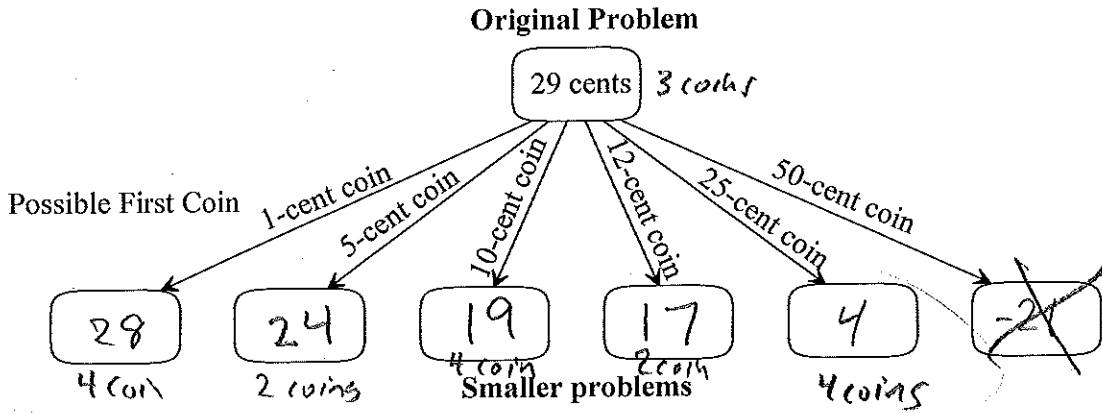 Original Problem
29 cents 3 coins
Possible First Coin
1-cent coin
5-cent coin
10-cent coin
12-cent coin
25-cent coin
50-cent coin
28 24 19 17 4 -21
4 coin 2 coins 4 coin 2 coin 4 coins
Smaller problems